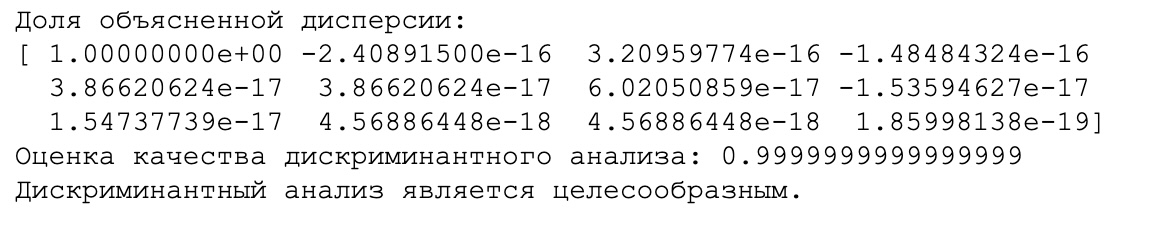 Доля объясненной дисперсии:
[ 1.00000000e+00 -2.40891500e-16  3.20959774e-16 -1.48484324e-16
  3.86620624e-17  3.86620624e-17  6.02050859e-17 -1.53594627e-17
  1.54737739e-17  4.56886448e-18  4.56886448e-18  1.85998138e-19]
Оценка качества дискриминантного анализа: 0.9999999999999999
Дискриминантный анализ является целесообразным.